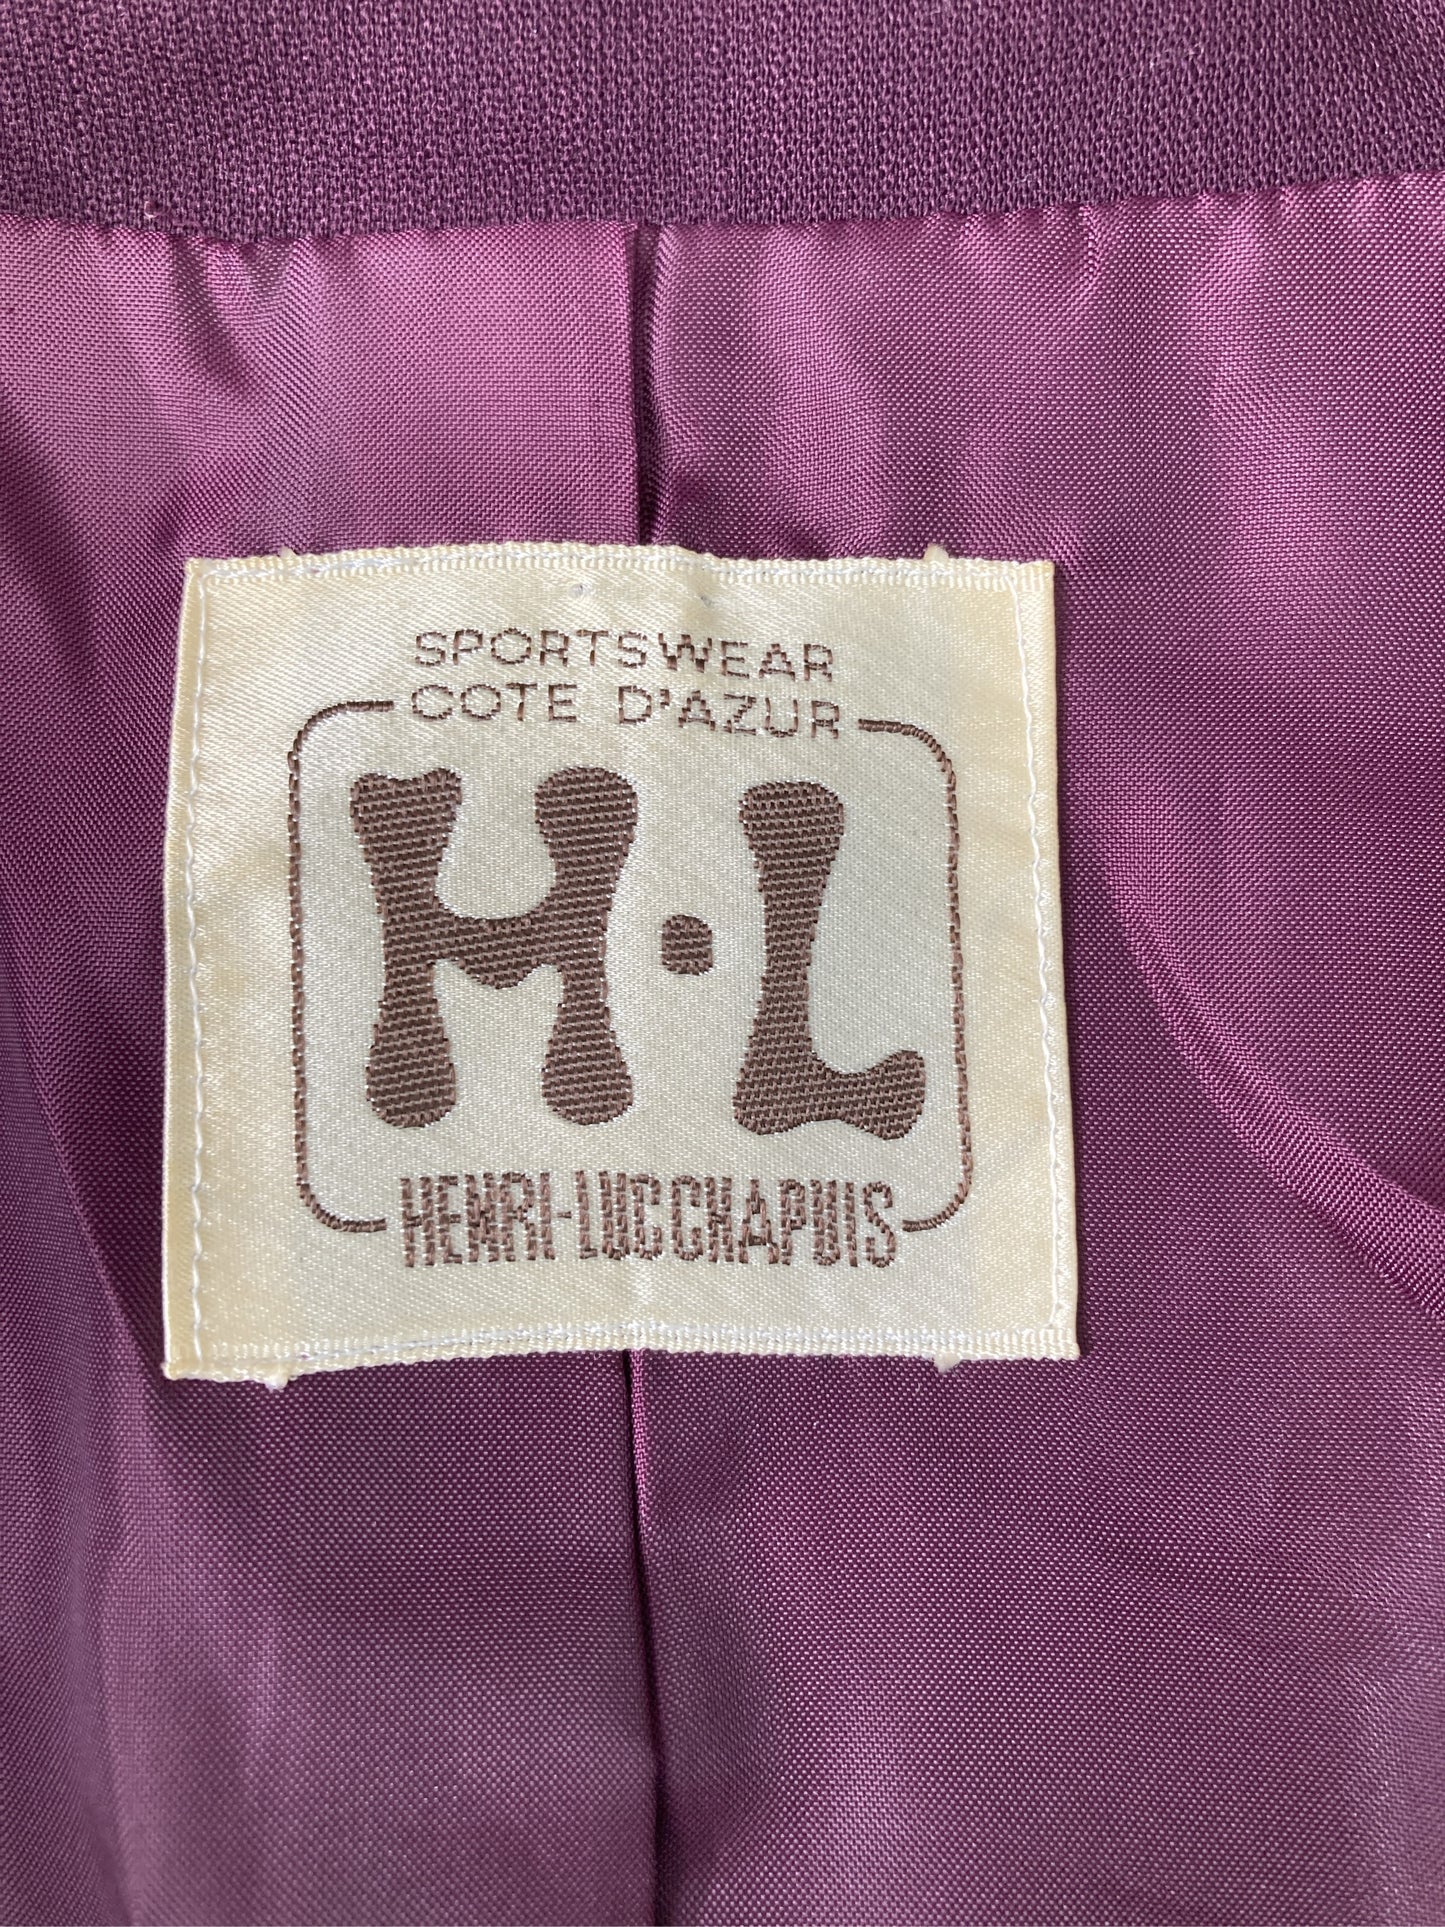 SPORTSWEAR
COTE D'AZUR
H·L
HENRI-LUC CHAPUIS